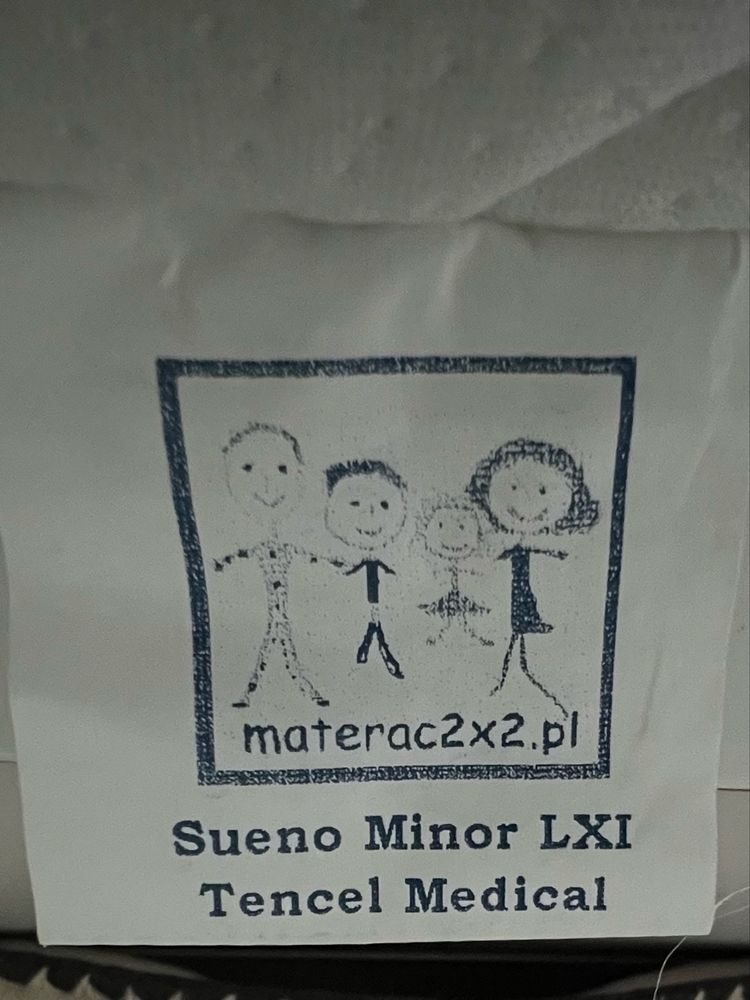 materac2x2.pl
Sueno Minor LXI
Tencel Medical